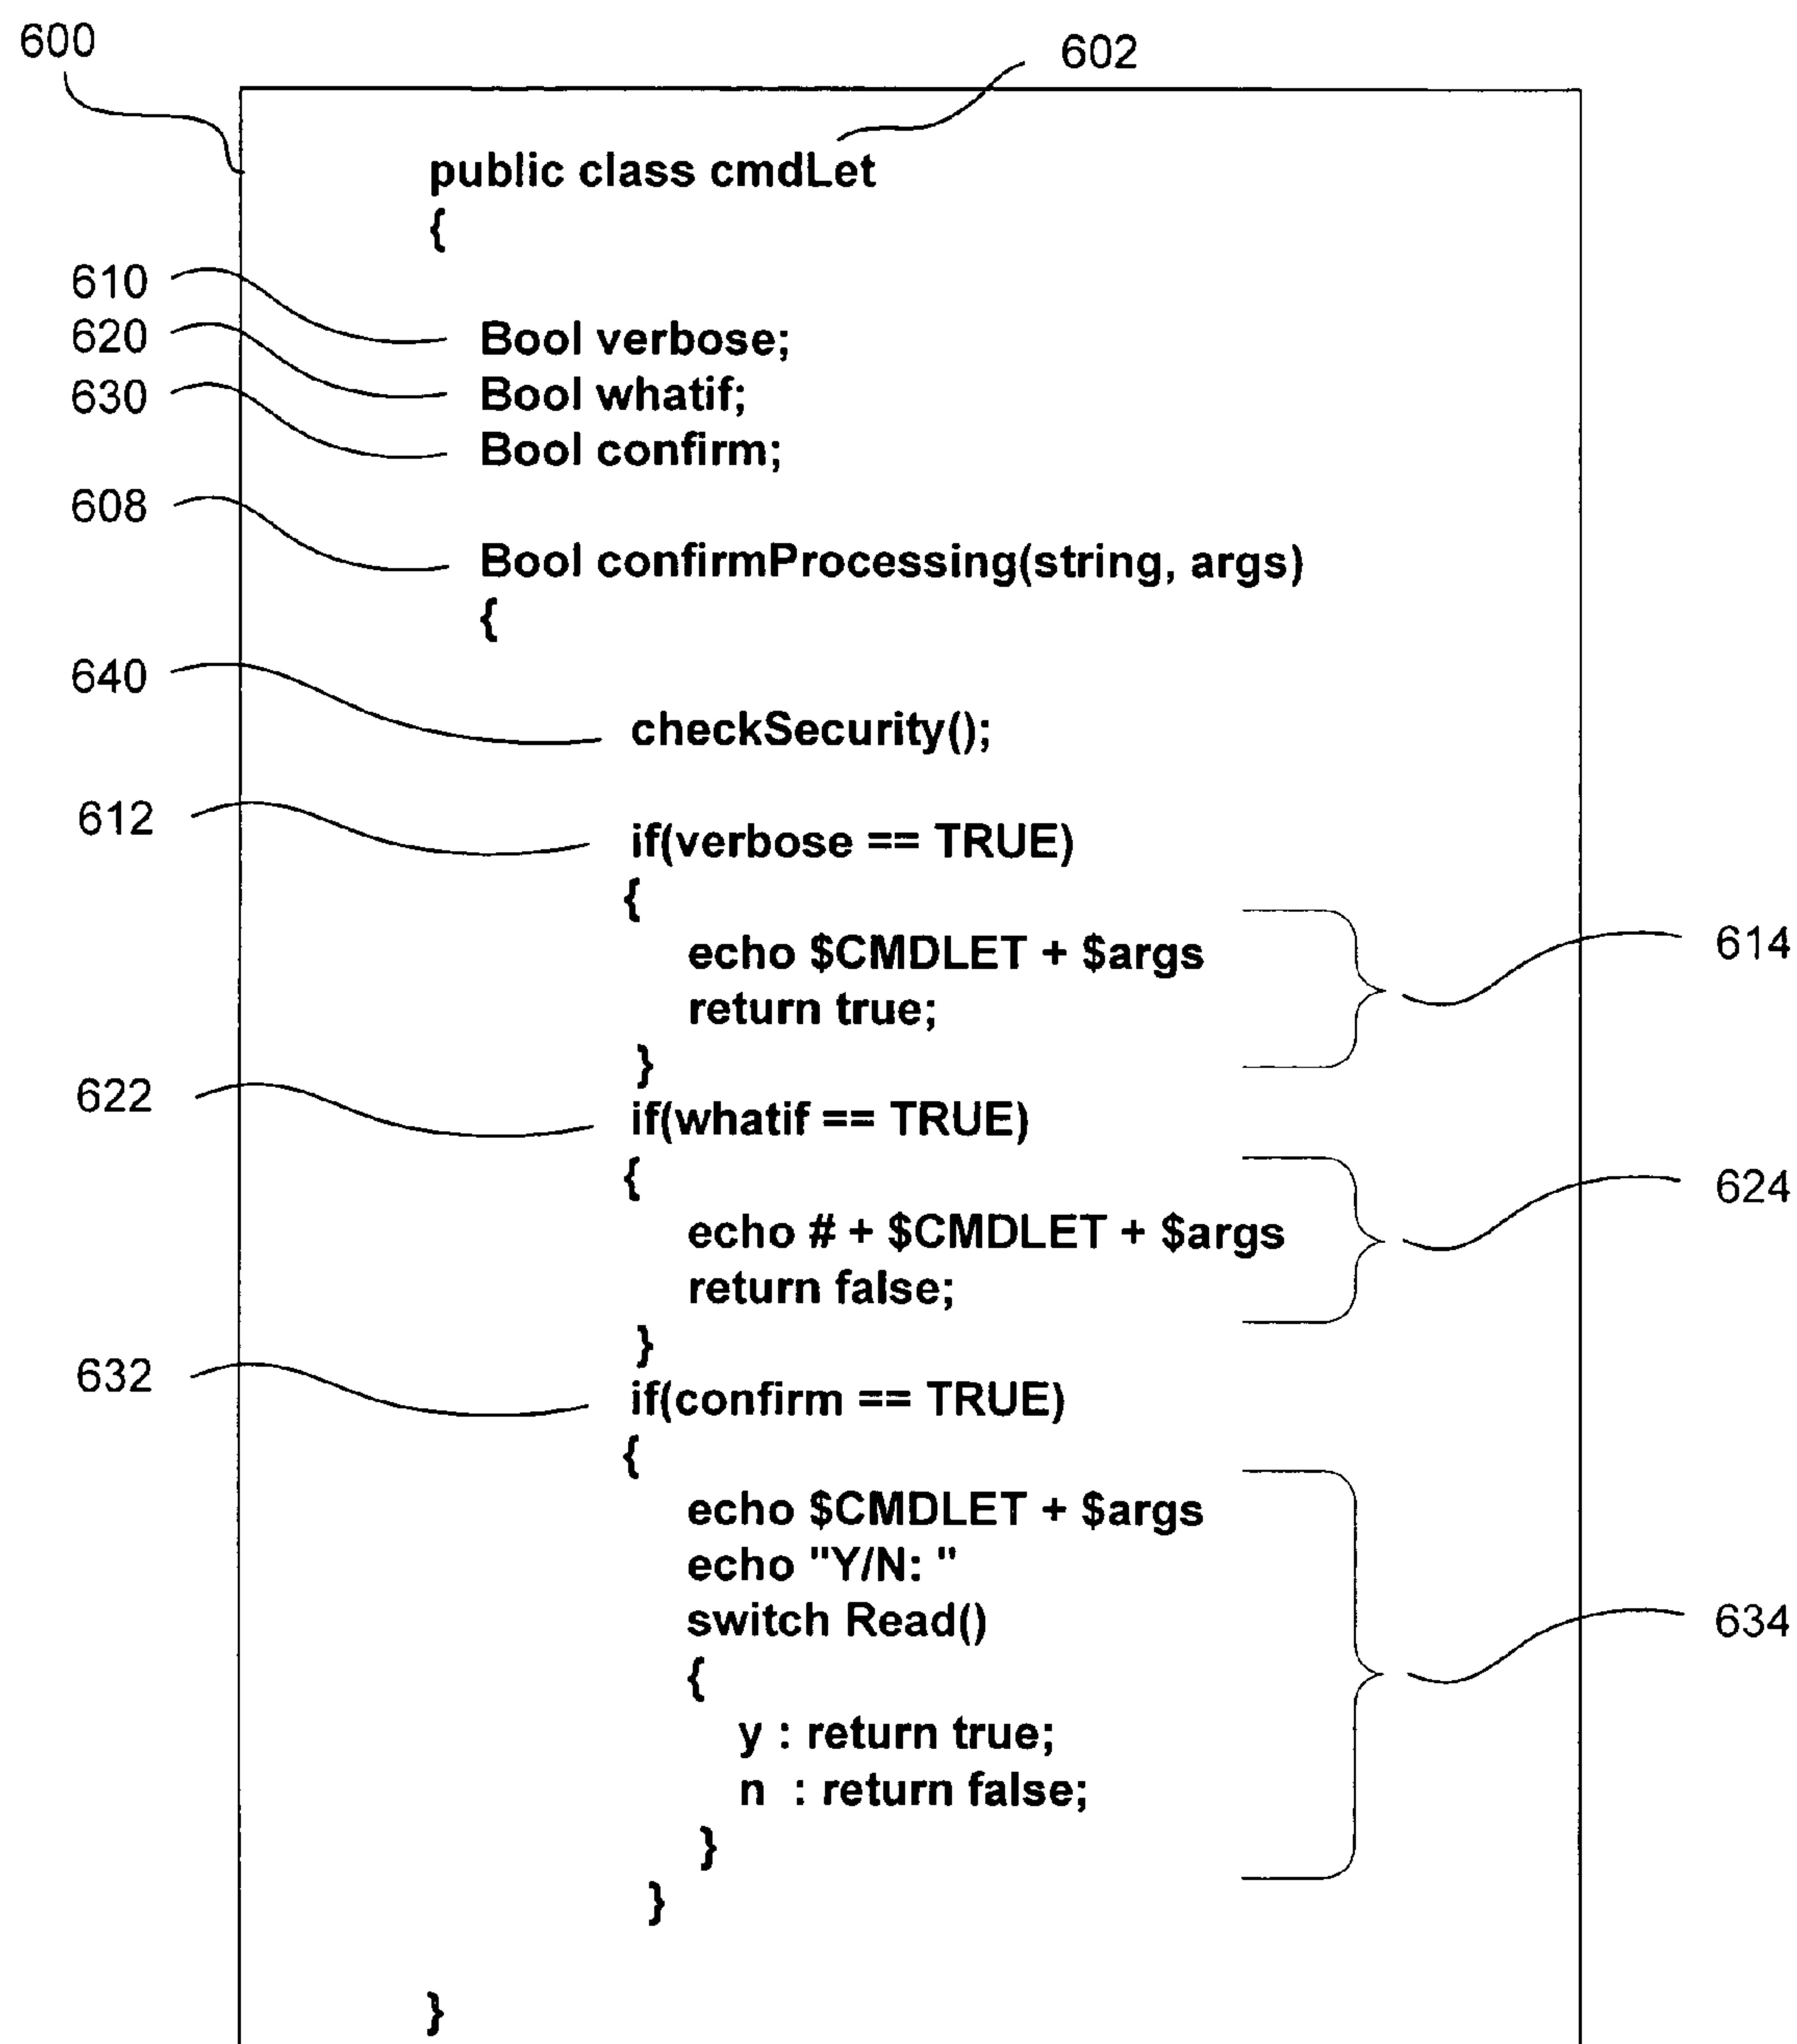 600
602
public class cmdLet
{
610
Bool verbose;
620
Bool whatif;
630
Bool confirm;
608
Bool confirmProcessing(string, args)
{
640
checkSecurity();
612
if(verbose == TRUE)
{
echo $CMDLET + $args
614
return true;
}
622
if(whatif == TRUE)
{
624
echo # + $CMDLET + $args
return false;
}
632
if(confirm == TRUE)
{
echo $CMDLET + $args
echo "Y/N: "
switch Read()
634
{
y : return true;
n : return false;
}
}
}